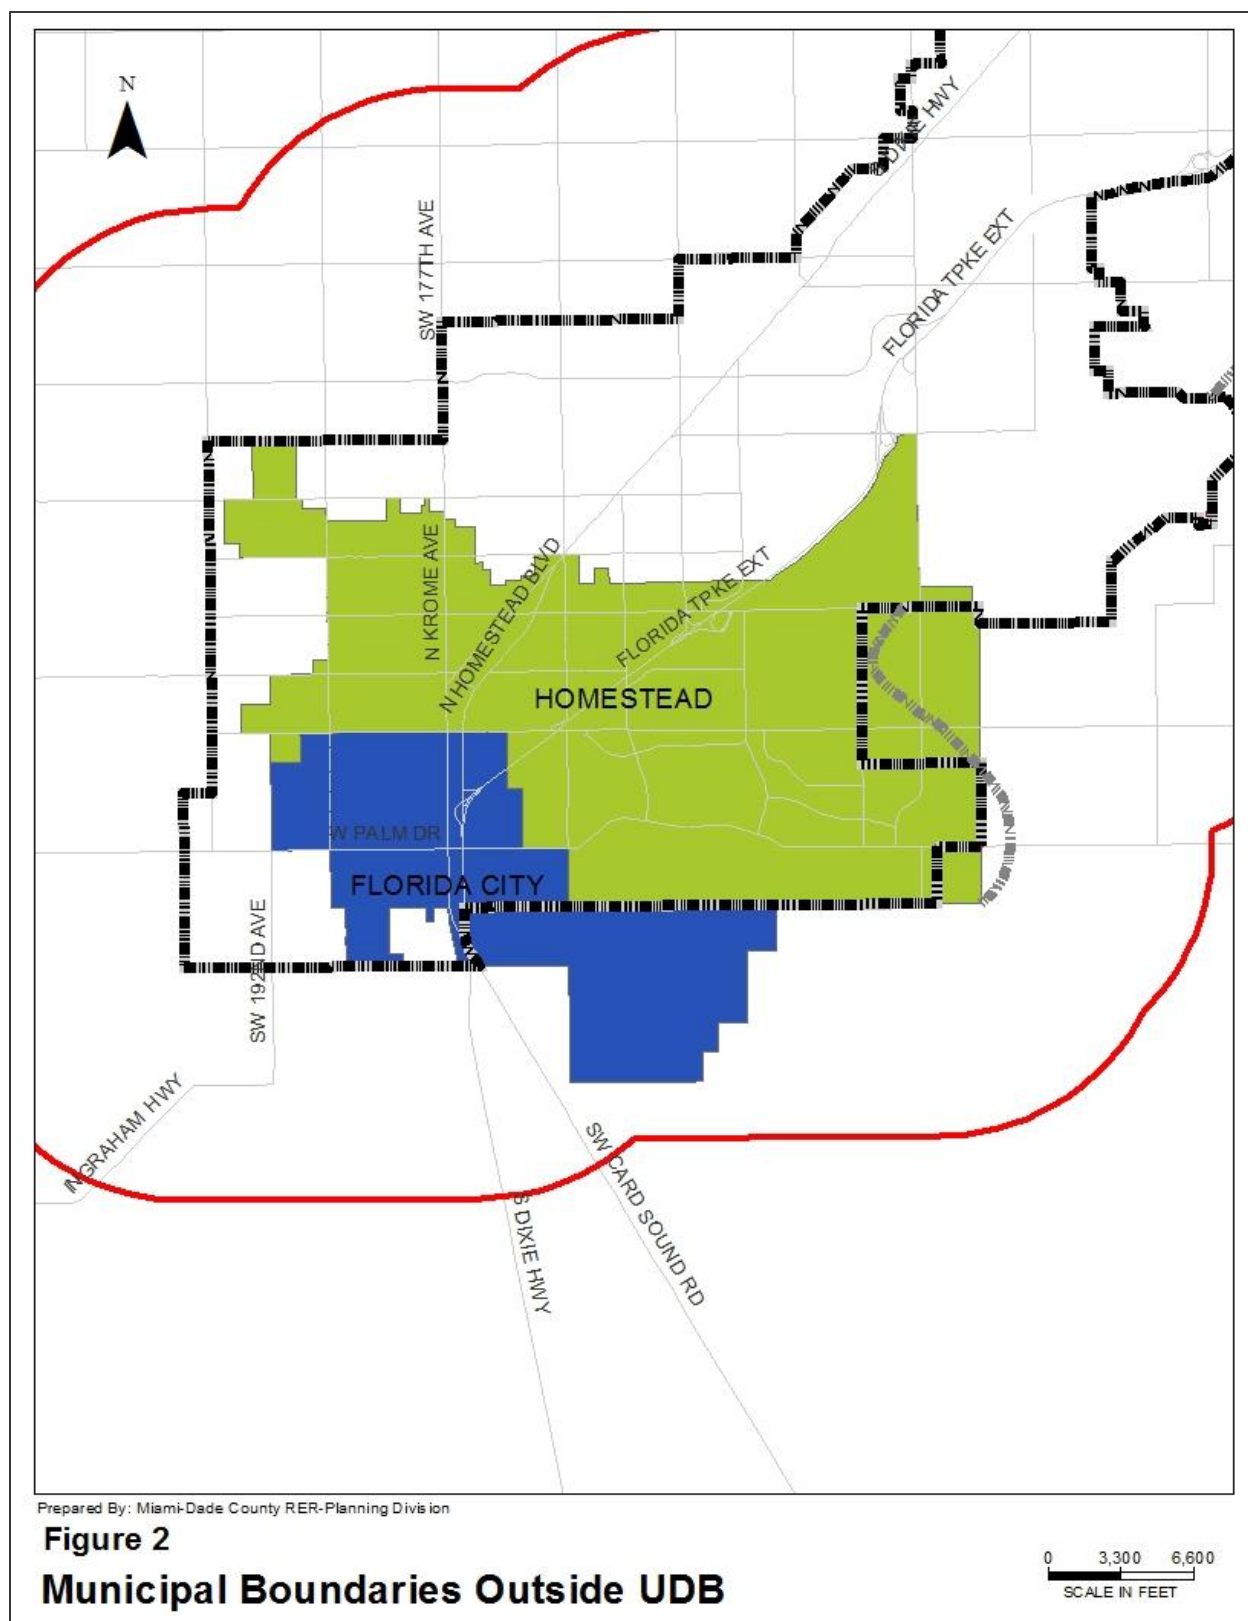 N
S DIXIE HWY
SW 177TH AVE
FLORIDA TPKE EXT
N KROME AVE
N HOMESTEAD BLVD
FLORIDA TPKE EXT
HOMESTEAD
W PALM DR
FLORIDA CITY
SW 192ND AVE
INGRAHAM HWY
S DIXIE HWY
SW CARD SOUND RD
Prepared By: Miami-Dade County RER-Planning Division
Figure 2
Municipal Boundaries Outside UDB
0 3,300 6,600
SCALE IN FEET